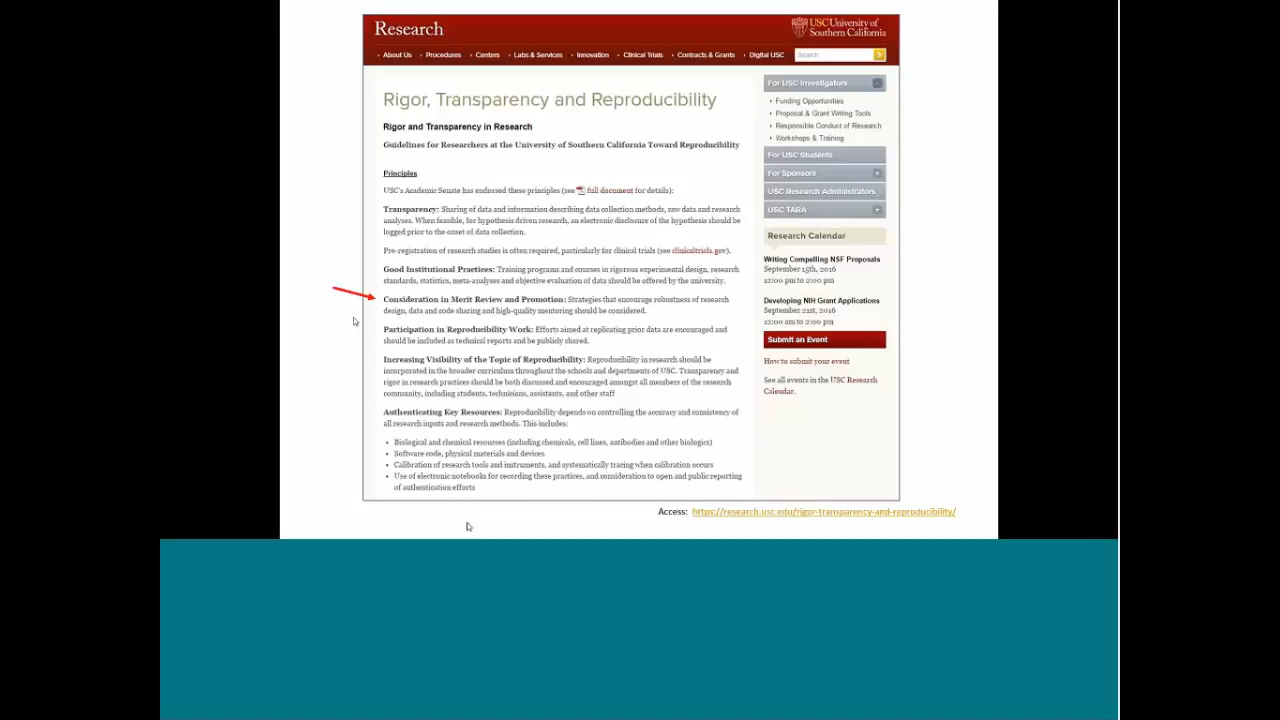 Research
USC University of
Southern California
About Us
Procedures
Centers
Labs & Services
Innovation
Clinical Trials
Contracts & Grants
Digital USC
Search
Rigor, Transparency and Reproducibility
Rigor and Transparency in Research
Guidelines for Researchers at the University of Southern California Toward Reproducibility
Principles
USC's Academic Senate has endorsed these principles (see full document for details):
Transparency: Sharing of data and information describing data collection methods, raw data and research
analyses. When feasible, for hypothesis driven research, an electronic disclosure of the hypothesis should be
logged prior to the onset of data collection.
Pre-registration of research studies is often required, particularly for clinical trials (see clinicaltrials.gov).
Good Institutional Practices: Training programs and courses in rigorous experimental design, research
standards, statistics, meta-analyses and objective evaluation of data should be offered by the university.
Consideration in Merit Review and Promotion: Strategies that encourage robustness of research
design, data and code sharing and high-quality mentoring should be considered.
Participation in Reproducibility Work: Efforts aimed at replicating prior data are encouraged and
should be included as technical reports and be publicly shared.
Increasing Visibility of the Topic of Reproducibility: Reproducibility in research should be
incorporated in the broader curriculum throughout the schools and departments of USC. Transparency and
rigor in research practices should be both discussed and encouraged amongst all members of the research
community, including students, technicians, assistants, and other staff
Authenticating Key Resources: Reproducibility depends on controlling the accuracy and consistency of
all research inputs and research methods. This includes:
Biological and chemical resources (including chemicals, cell lines, antibodies and other biologics)
Software code, physical materials and devices
Calibration of research tools and instruments, and systematically tracing when calibration occurs
Use of electronic notebooks for recording these practices, and consideration to open and public reporting
of authentication efforts
For USC Investigators
Funding Opportunities
Proposal & Grant Writing Tools
Responsible Conduct of Research
Workshops & Training
For USC Students
For Sponsors
USC Research Administrators
USC TARA
Research Calendar
Writing Compelling NSF Proposals
September 15th, 2016
12:00 pm to 2:00 pm
Developing NIH Grant Applications
September 21st, 2016
12:00 am to 2:00 pm
Submit an Event
How to submit your event
See all events in the USC Research
Calendar.
Access: https://research.usc.edu/rigor-transparency-and-reproducibility/